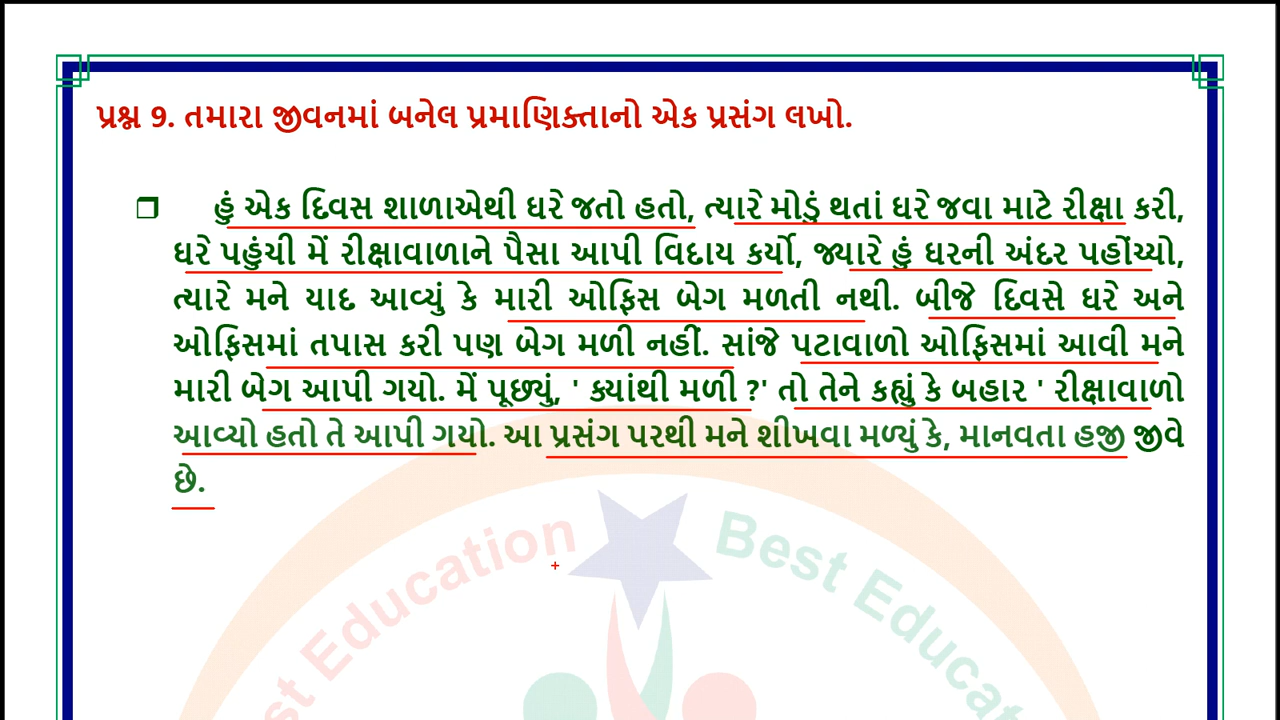 પ્રશ્ન 9. તમારા જીવનમાં બનેલ પ્રમાણિક્તાનો એક પ્રસંગ લખો.
❒ હું એક દિવસ શાળાએથી ઘરે જતો હતો, ત્યારે મોડું થતાં ઘરે જવા માટે રીક્ષા કરી,
ઘરે પહુંચી મેં રીક્ષાવાળાને પૈસા આપી વિદાય કર્યો, જ્યારે હું ઘરની અંદર પહોંચ્યો,
ત્યારે મને યાદ આવ્યું કે મારી ઓફિસ બેગ મળતી નથી. બીજે દિવસે ઘરે અને
ઓફિસમાં તપાસ કરી પણ બેગ મળી નહીં. સાંજે પટાવાળો ઓફિસમાં આવી મને
મારી બેગ આપી ગયો. મેં પૂછ્યું, ' ક્યાંથી મળી ?' તો તેને કહ્યું કે બહાર ' રીક્ષાવાળો
આવ્યો હતો તે આપી ગયો. આ પ્રસંગ પરથી મને શીખવા મળ્યું કે, માનવતા હજી જીવે
છે.
st Education Best Educat